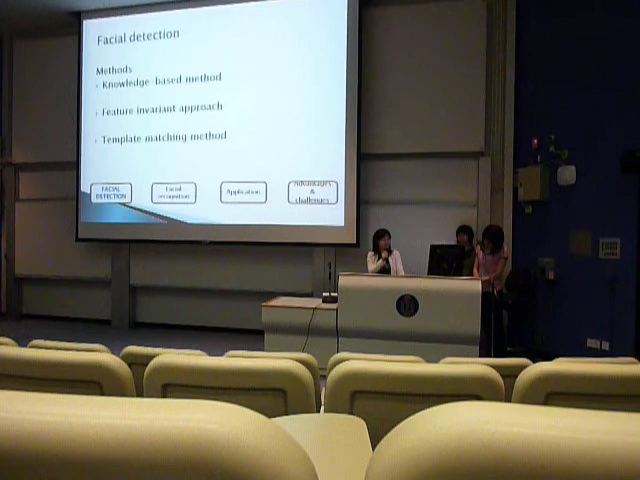 Facial detection
Methods
Knowledge-based method
Feature invariant approach
Template matching method
FACIAL
DETECTION
Facial
recognition
Application
Advantages
&
challenges